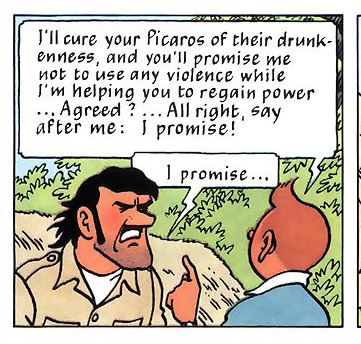 I'll cure your Picaros of their drunk-
enness, and you'll promise me
not to use any violence while
I'm helping you to regain power
... Agreed ? ... All right, say
after me: I promise!
I promise...